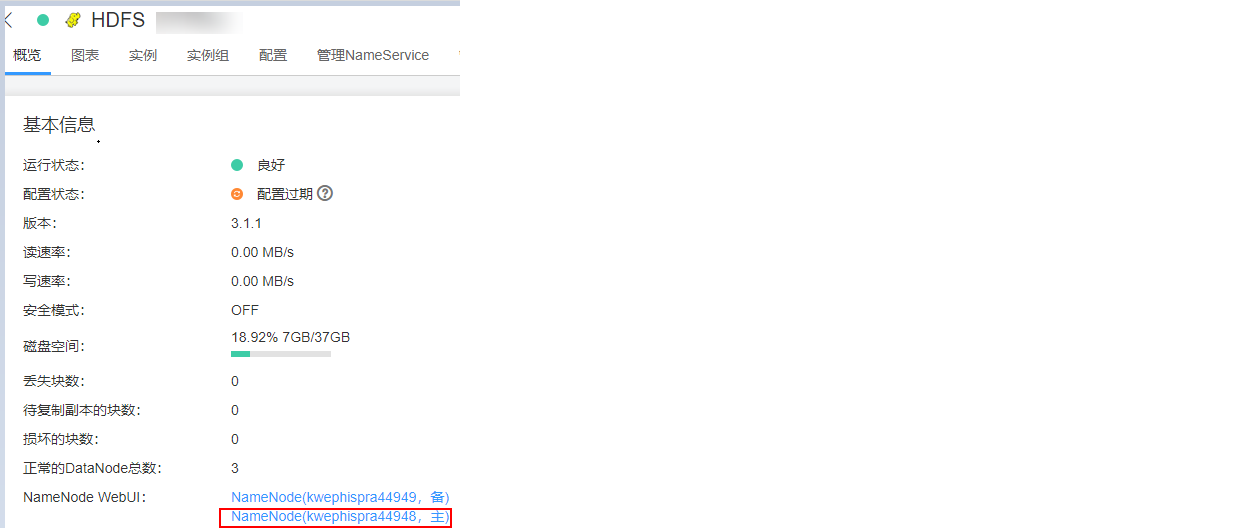 HDFS
概览 图表 实例 实例组 配置 管理NameService
基本信息
运行状态： 良好
配置状态： 配置过期 ?
版本： 3.1.1
读速率： 0.00 MB/s
写速率： 0.00 MB/s
安全模式： OFF
磁盘空间： 18.92% 7GB/37GB
丢失块数： 0
待复制副本的块数： 0
损坏的块数： 0
正常的DataNode总数： 3
NameNode WebUI： NameNode(kwephispra44949，备)
NameNode(kwephispra44948，主)